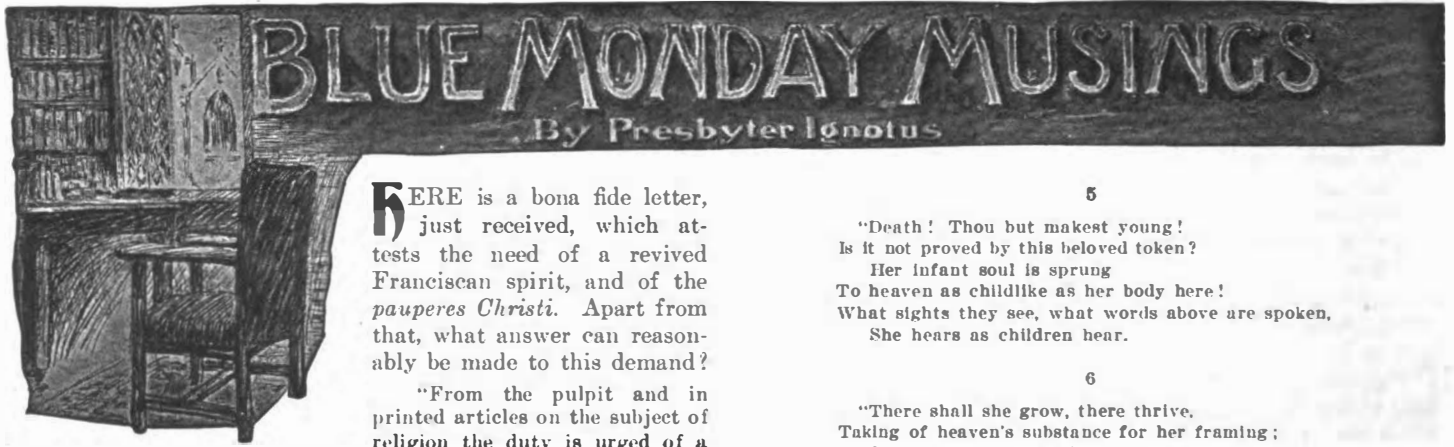 BLUE MONDAY MUSINGS
By Presbyter Ignotus
HERE is a bona fide letter,
just received, which at-
tests the need of a revived
Franciscan spirit, and of the
pauperes Christi. Apart from
that, what answer can reason-
ably be made to this demand?
"From the pulpit and in
printed articles on the subject of
religion the duty is urged of a
5
"Death! Thou but makest young!
Is it not proved by this beloved token?
Her infant soul is sprung
To heaven as childlike as her body here!
What sights they see, what words above are spoken,
She hears as children hear.
6
"There shall she grow, there thrive,
Taking of heaven's substance for her framing;